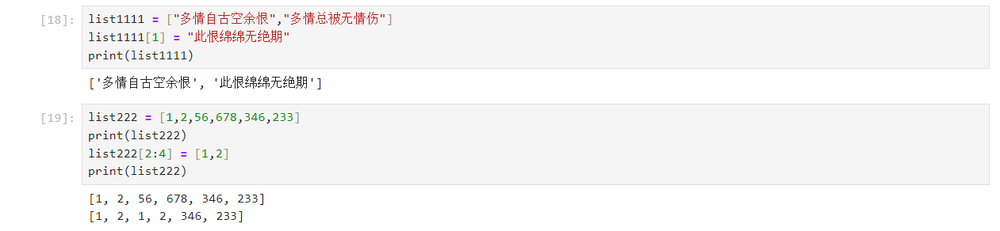 [18]: list1111 = ["多情自古空余恨","多情总被无情伤"]
list1111[1] = "此恨绵绵无绝期"
print(list1111)
['多情自古空余恨', '此恨绵绵无绝期']
[19]: list222 = [1,2,56,678,346,233]
print(list222)
list222[2:4] = [1,2]
print(list222)
[1, 2, 56, 678, 346, 233]
[1, 2, 1, 2, 346, 233]